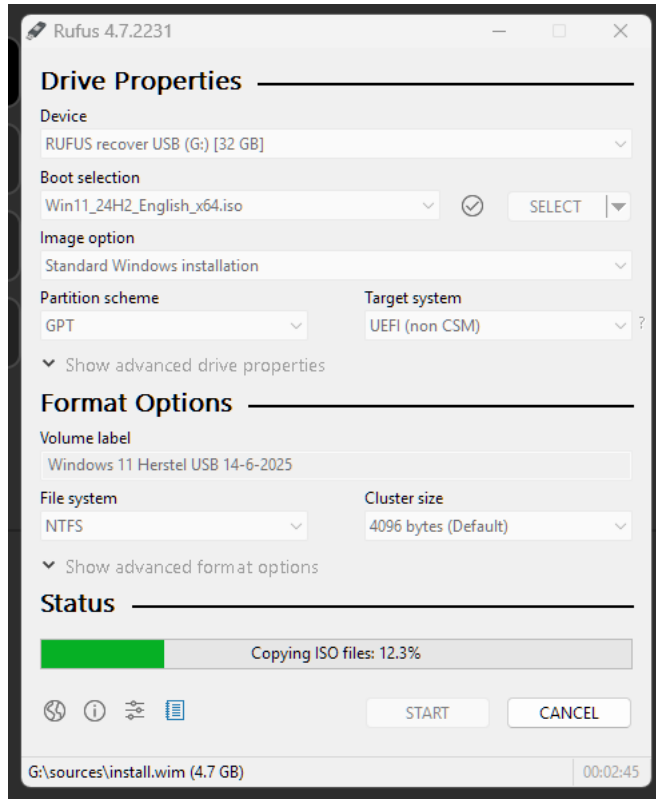 Rufus 4.7.2231
Drive Properties
Device
RUFUS recover USB (G:) [32 GB]
Boot selection
Win11_24H2_English_x64.iso
SELECT
Image option
Standard Windows installation
Partition scheme Target system
GPT UEFI (non CSM) ?
Show advanced drive properties
Format Options
Volume label
Windows 11 Herstel USB 14-6-2025
File system Cluster size
NTFS 4096 bytes (Default)
Show advanced format options
Status
Copying ISO files: 12.3%
START CANCEL
G:\sources\install.wim (4.7 GB) 00:02:45